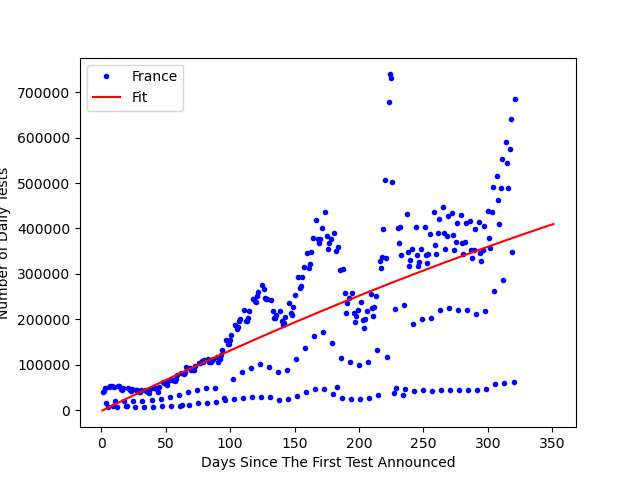 France
Fit
700000
600000
500000
400000
300000
200000
100000
0
Number of Daily Tests
0 50 100 150 200 250 300 350
Days Since The First Test Announced